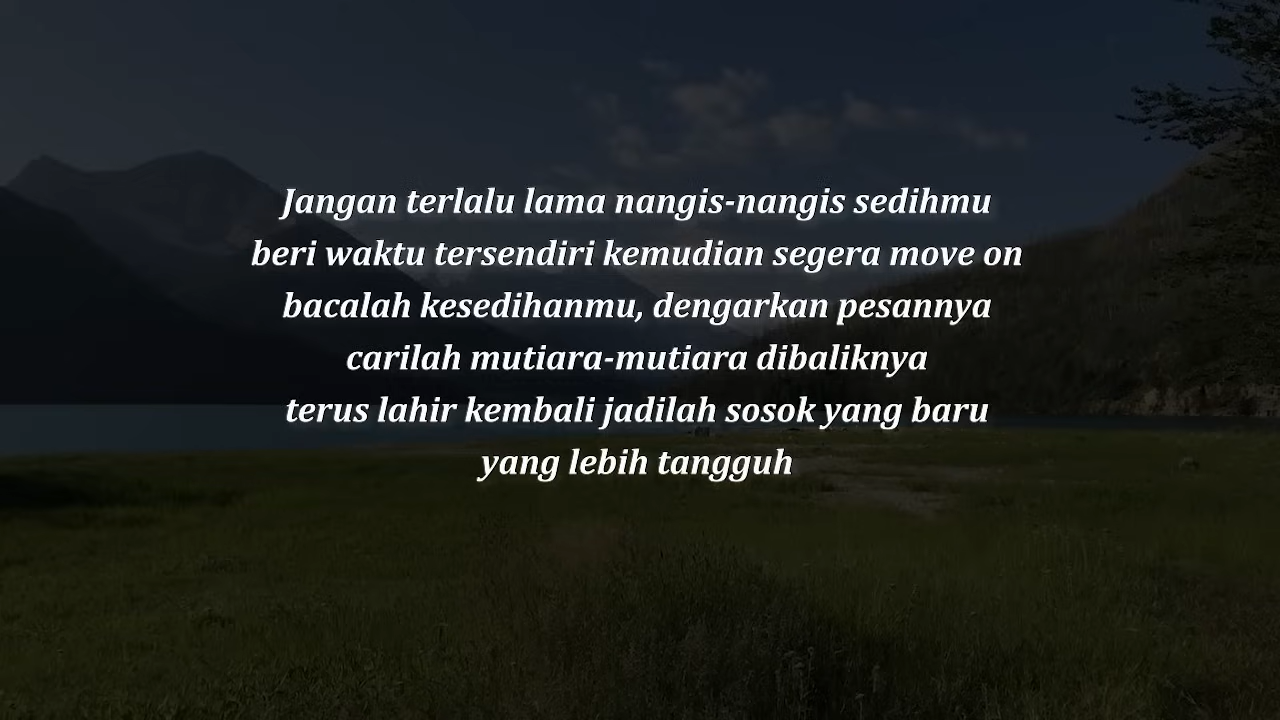 Jangan terlalu lama nangis-nangis sedihmu
beri waktu tersendiri kemudian segera move on
bacalah kesedihanmu, dengarkan pesannya
carilah mutiara-mutiara dibaliknya
terus lahir kembali jadilah sosok yang baru
yang lebih tangguh